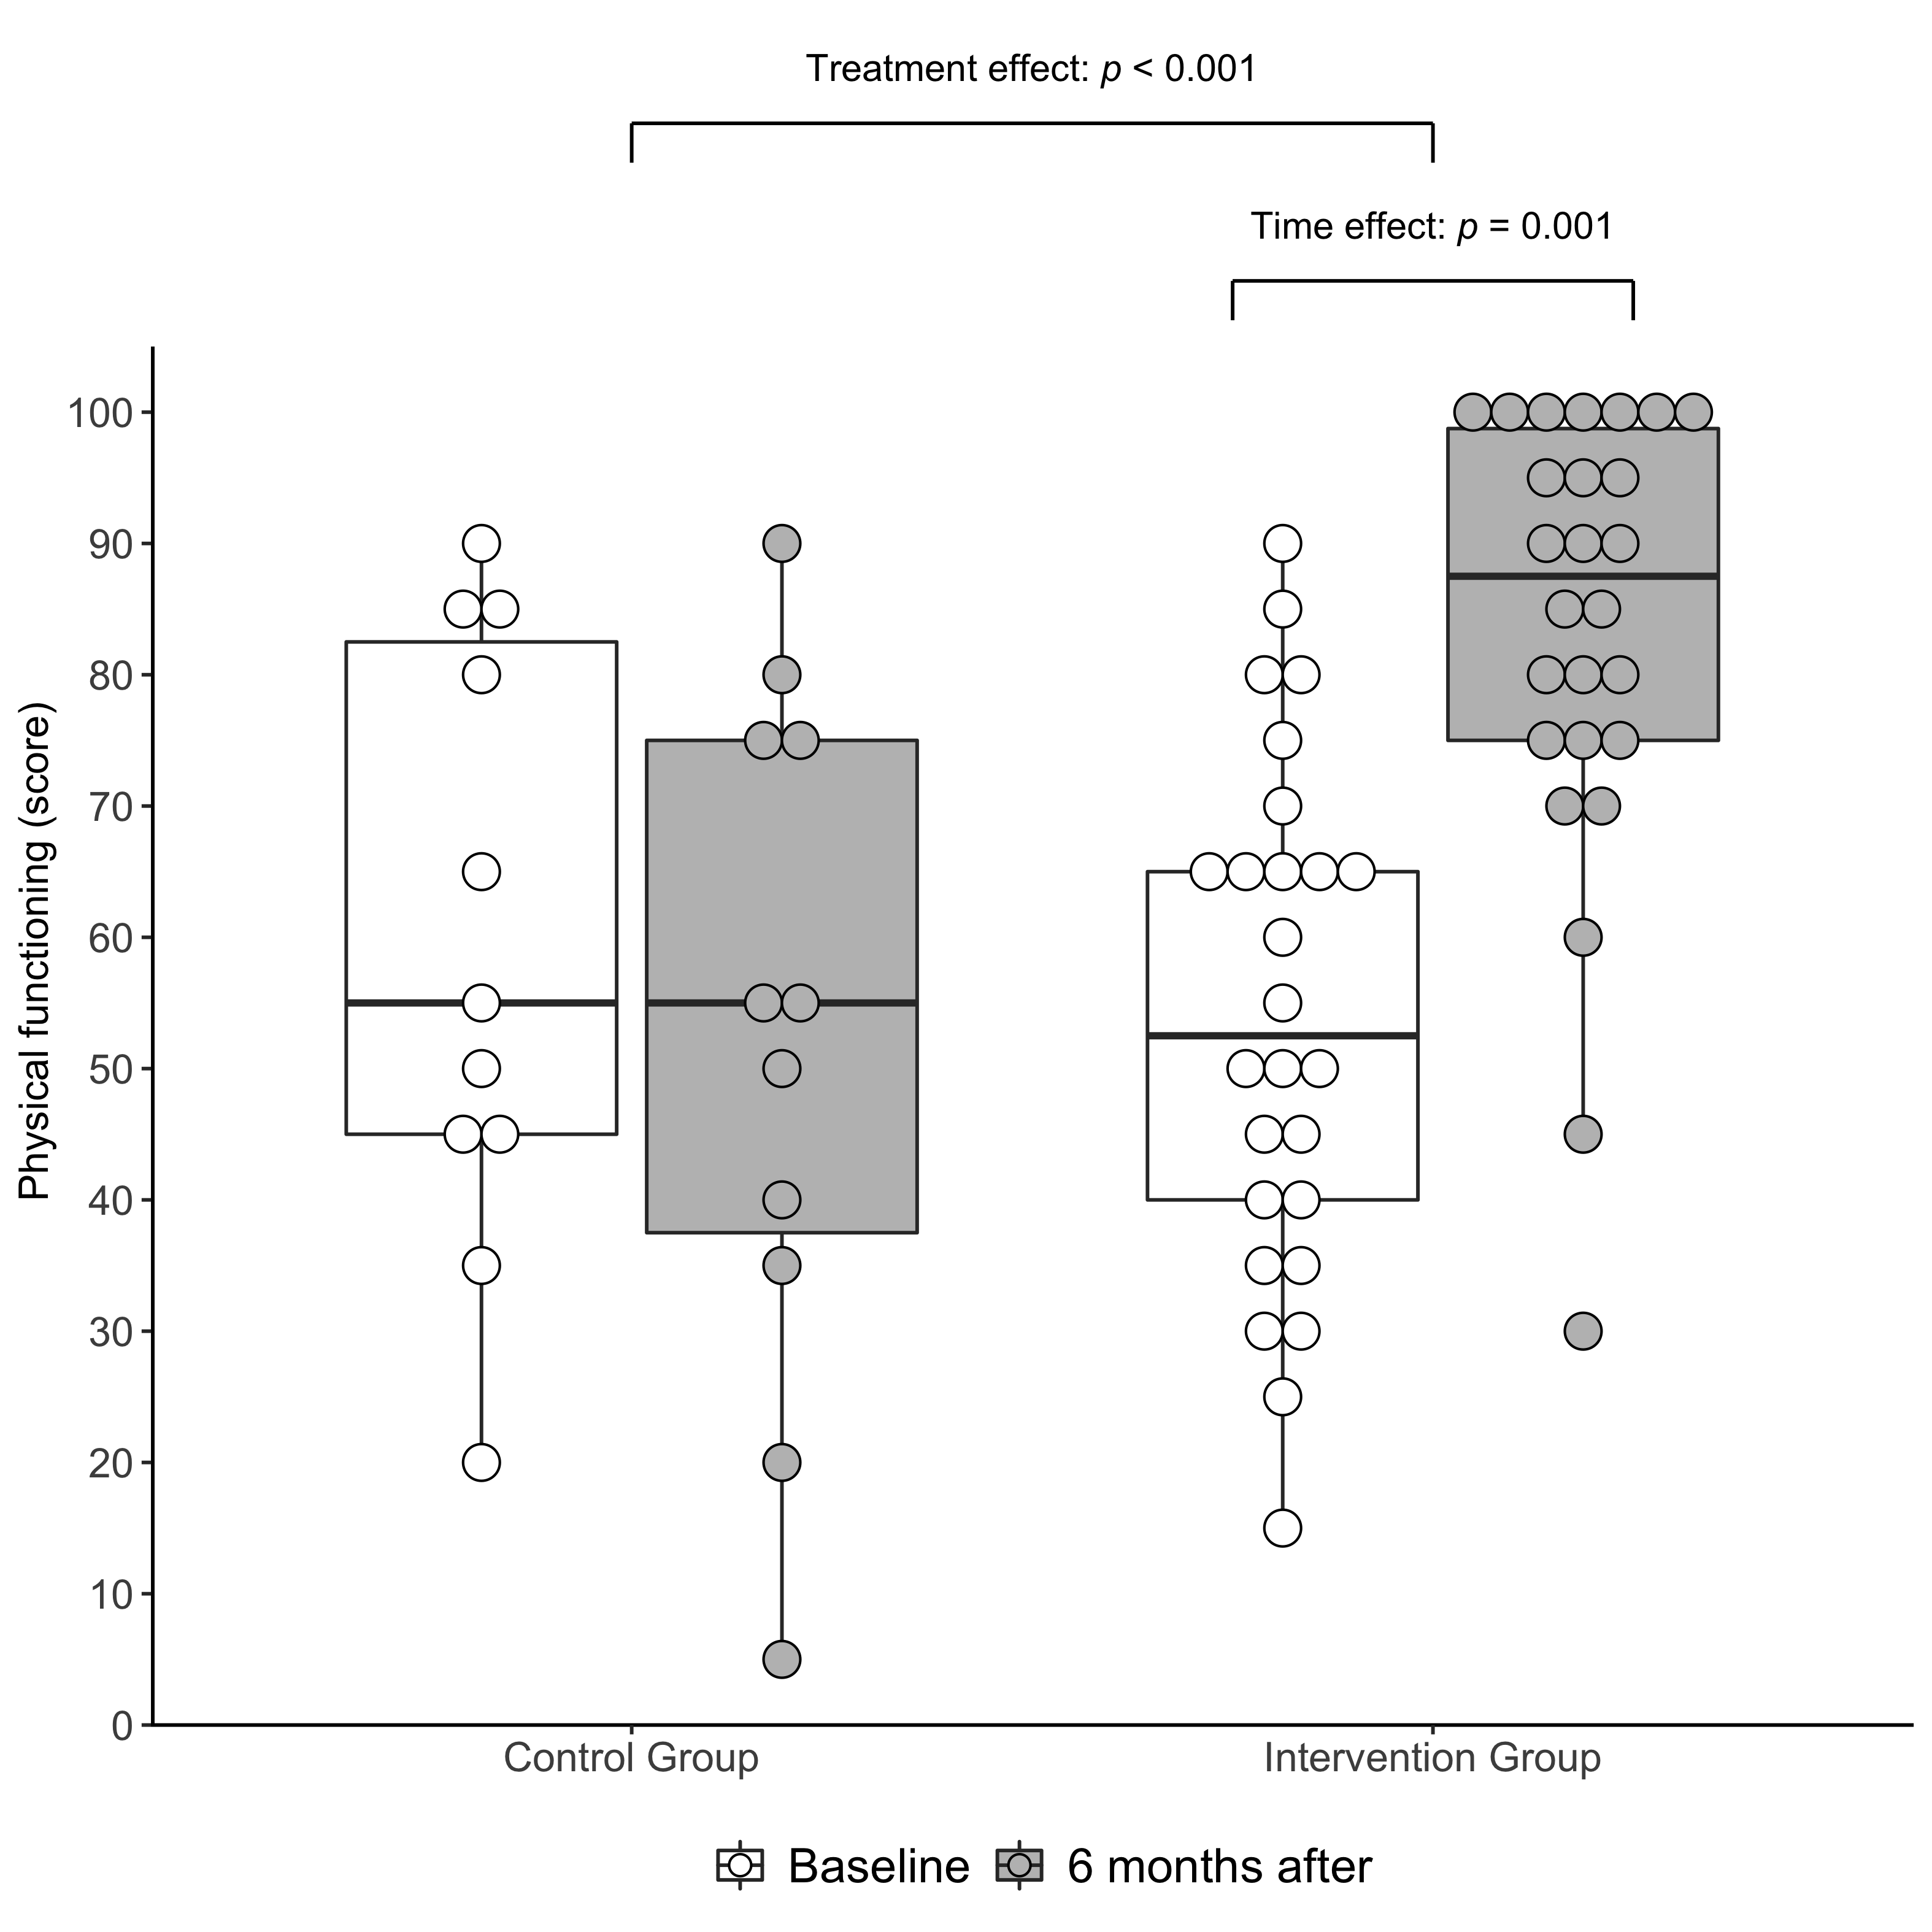 Treatment effect: p < 0.001
Time effect: p = 0.001
Physical functioning (score)
100
90
80
70
60
50
40
30
20
10
0
Control Group
Intervention Group
Baseline
6 months after